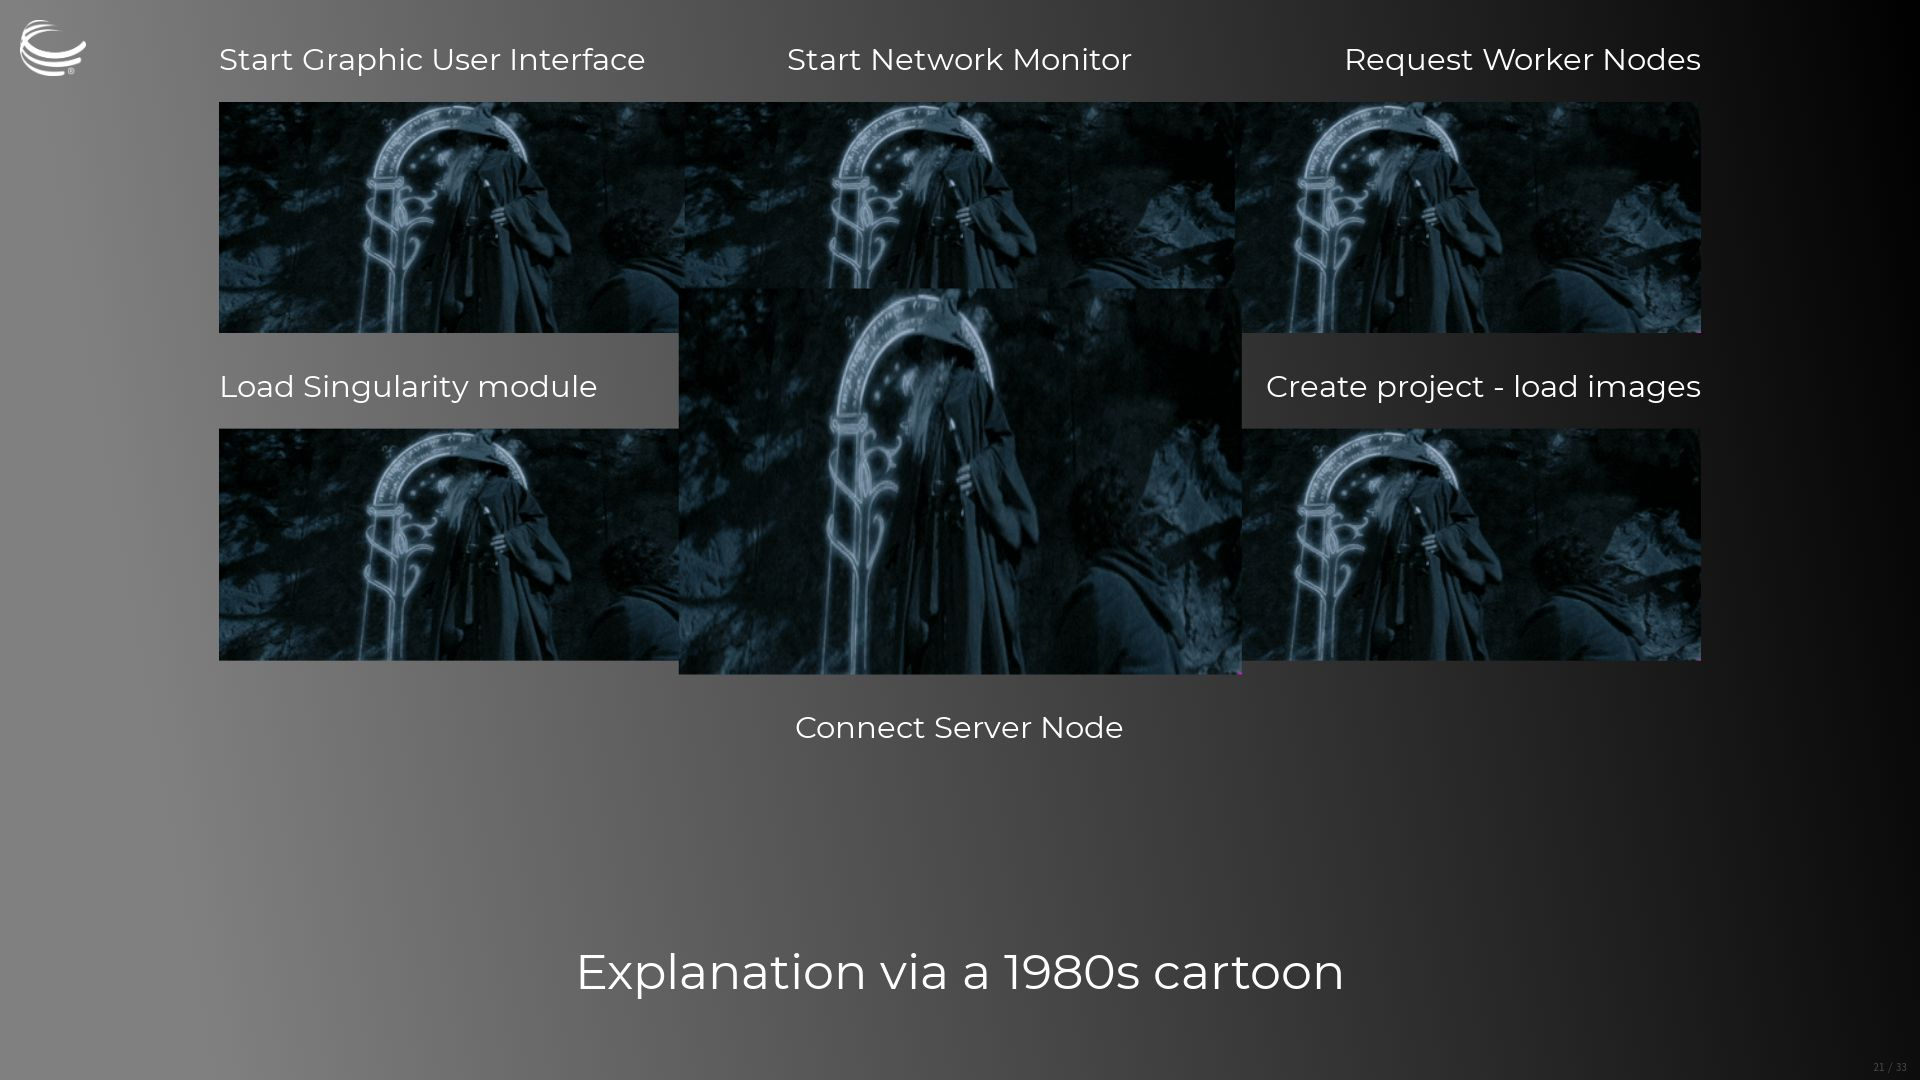 Start Graphic User Interface
Start Network Monitor
Request Worker Nodes
Load Singularity module
Create project - load images
Connect Server Node
Explanation via a 1980s cartoon
21 / 33